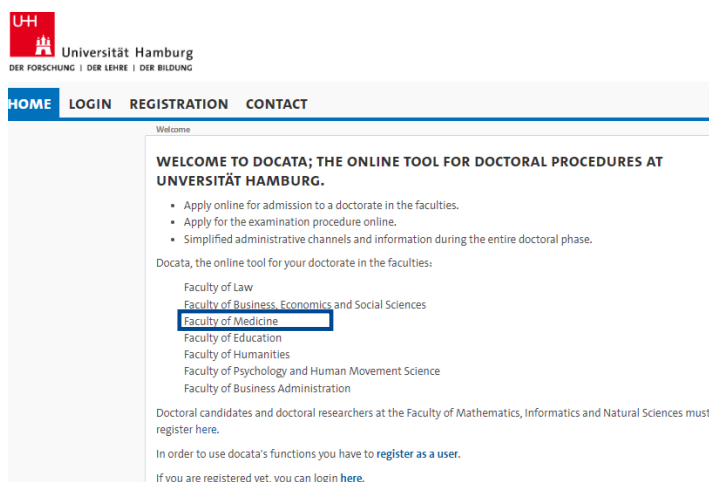 UH
Universität Hamburg
DER FORSCHUNG | DER LEHRE | DER BILDUNG
HOME LOGIN REGISTRATION CONTACT
Welcome
WELCOME TO DOCATA; THE ONLINE TOOL FOR DOCTORAL PROCEDURES AT
UNVERSITÄT HAMBURG.
• Apply online for admission to a doctorate in the faculties.
• Apply for the examination procedure online.
• Simplified administrative channels and information during the entire doctoral phase.
Docata, the online tool for your doctorate in the faculties:
Faculty of Law
Faculty of Business, Economics and Social Sciences
Faculty of Medicine
Faculty of Education
Faculty of Humanities
Faculty of Psychology and Human Movement Science
Faculty of Business Administration
Doctoral candidates and doctoral researchers at the Faculty of Mathematics, Informatics and Natural Sciences must
register here.
In order to use docata's functions you have to register as a user.
If you are registered yet, you can login here.